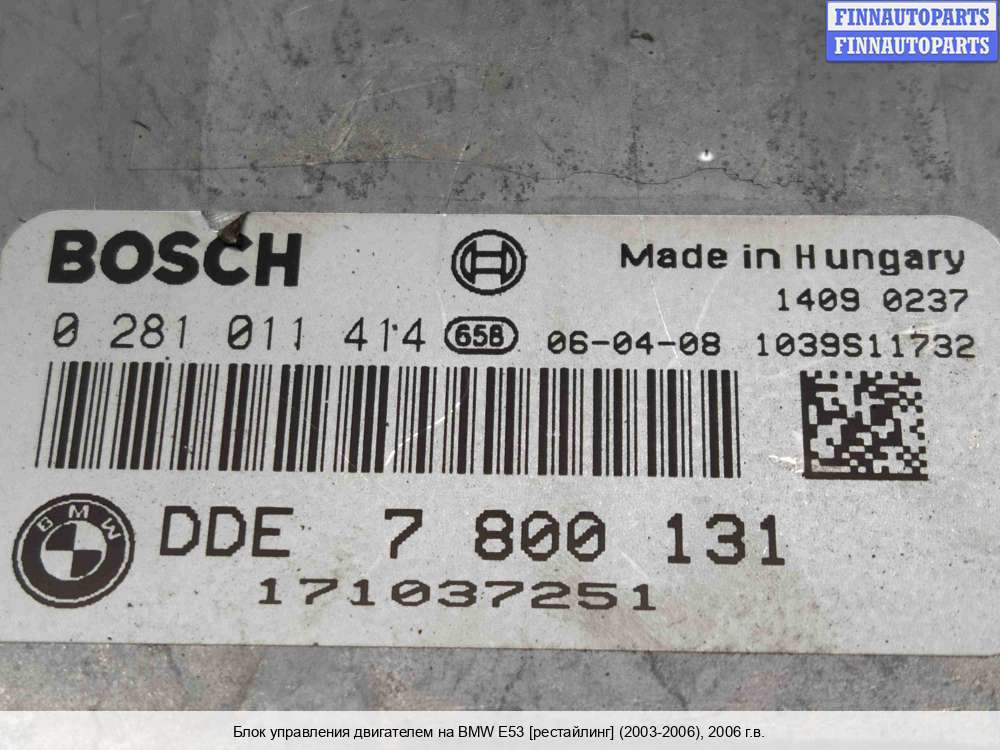 FINNAUTOPARTS
FINNAUTOPARTS
BOSCH Made in Hungary
1409 0237
0 281 011 414 658 06-04-08 1039S11732
BMW DDE 7 800 131
171037251
Блок управления двигателем на BMW E53 [рестайлинг] (2003-2006), 2006 г.в.